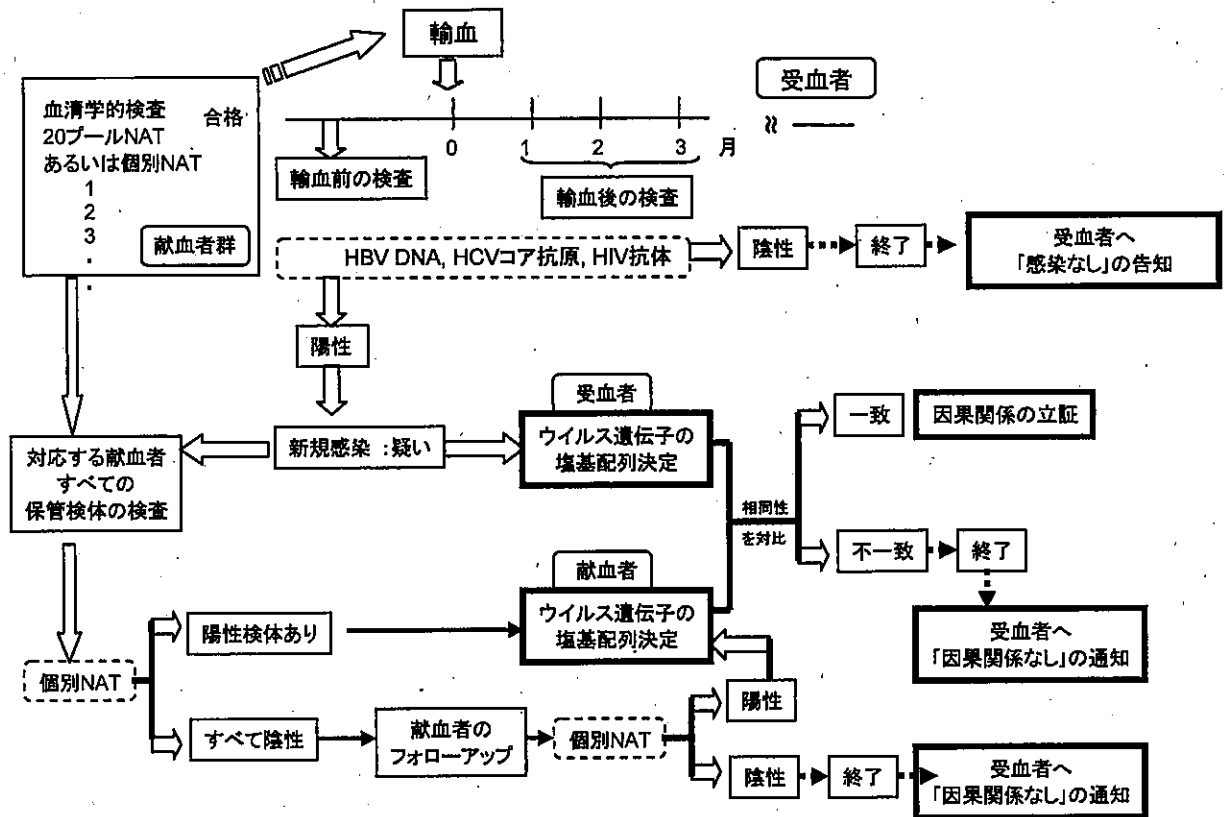 輸血
血清学的検査 合格
20プールNAT
あるいは個別NAT
1
2
3
.
.
献血者群
受血者
0 1 2 3 月
輸血前の検査
輸血後の検査
HBV DNA, HCVコア抗原, HIV抗体
陰性
終了
受血者へ
「感染なし」の告知
陽性
新規感染 :疑い
対応する献血者
すべての
保管検体の検査
受血者
ウイルス遺伝子の
塩基配列決定
相同性
を対比
一致
因果関係の立証
不一致
終了
受血者へ
「因果関係なし」の通知
献血者
ウイルス遺伝子の
塩基配列決定
個別NAT
陽性検体あり
すべて陰性
献血者の
フォローアップ
個別NAT
陽性
陰性
終了
受血者へ
「因果関係なし」の通知